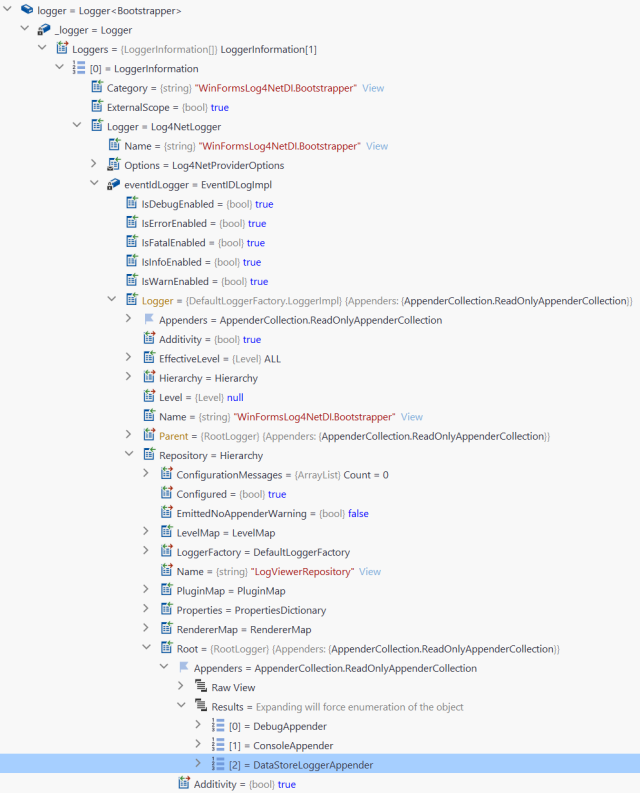 logger = Logger<Bootstrapper>
_logger = Logger
Loggers = {LoggerInformation[]} LoggerInformation[1]
[0] = LoggerInformation
Category = {string} "WinFormsLog4NetDI.Bootstrapper" View
ExternalScope = {bool} true
Logger = Log4NetLogger
Name = {string} "WinFormsLog4NetDI.Bootstrapper" View
Options = Log4NetProviderOptions
eventIdLogger = EventIDLogImpl
IsDebugEnabled = {bool} true
IsErrorEnabled = {bool} true
IsFatalEnabled = {bool} true
IsInfoEnabled = {bool} true
IsWarnEnabled = {bool} true
Logger = {DefaultLoggerFactory.LoggerImpl} {Appenders: {AppenderCollection.ReadOnlyAppenderCollection}}
Appenders = AppenderCollection.ReadOnlyAppenderCollection
Additivity = {bool} true
EffectiveLevel = {Level} ALL
Hierarchy = Hierarchy
Level = {Level} null
Name = {string} "WinFormsLog4NetDI.Bootstrapper" View
Parent = {RootLogger} {Appenders: {AppenderCollection.ReadOnlyAppenderCollection}}
Repository = Hierarchy
ConfigurationMessages = {ArrayList} Count = 0
Configured = {bool} true
EmittedNoAppenderWarning = {bool} false
LevelMap = LevelMap
LoggerFactory = DefaultLoggerFactory
Name = {string} "LogViewerRepository" View
PluginMap = PluginMap
Properties = PropertiesDictionary
RendererMap = RendererMap
Root = {RootLogger} {Appenders: {AppenderCollection.ReadOnlyAppenderCollection}}
Appenders = AppenderCollection.ReadOnlyAppenderCollection
Raw View
Results = Expanding will force enumeration of the object
[0] = DebugAppender
[1] = ConsoleAppender
[2] = DataStoreLoggerAppender
Additivity = {bool} true